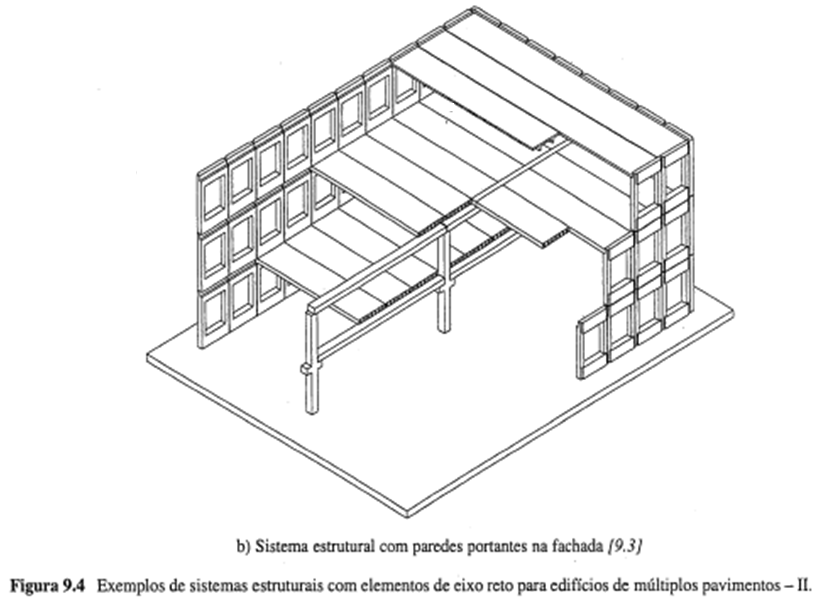 b) Sistema estrutural com paredes portantes na fachada [9.3]
Figura 9.4 Exemplos de sistemas estruturais com elementos de eixo reto para edifícios de múltiplos pavimentos – II.